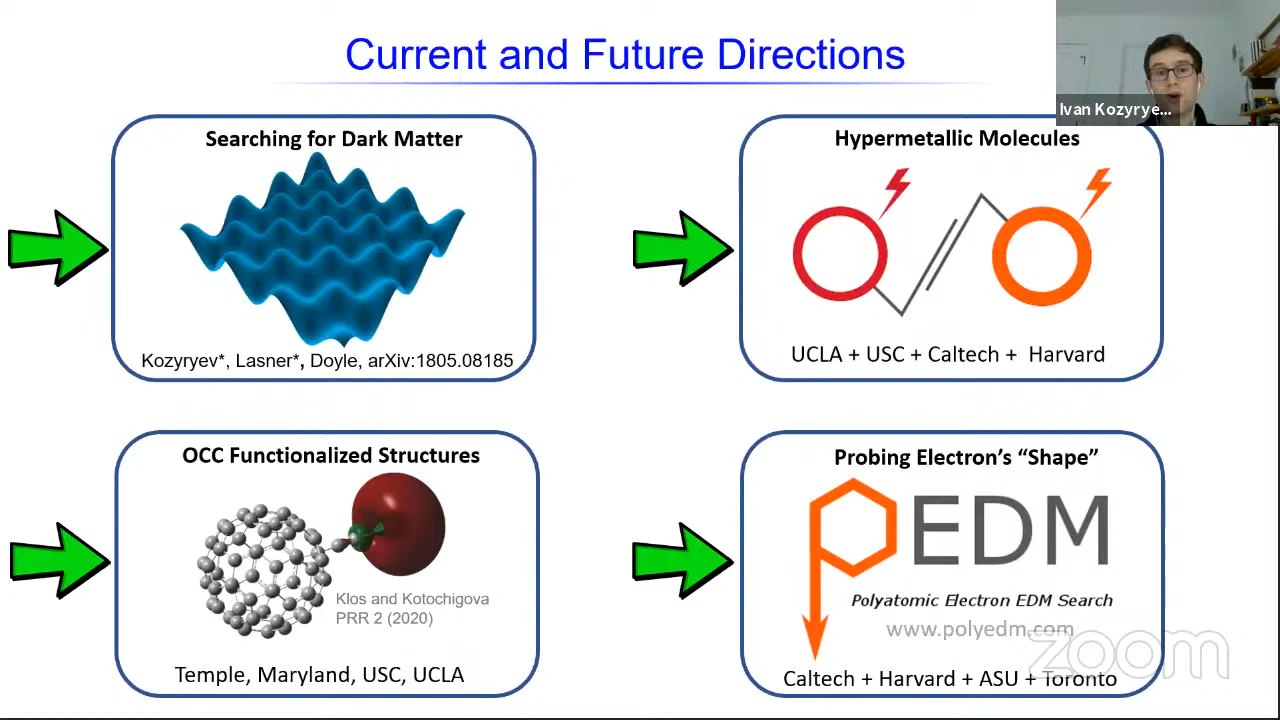 Current and Future Directions
Ivan Kozyrye...
Searching for Dark Matter
Kozyryev*, Lasner*, Doyle, arXiv:1805.08185
Hypermetallic Molecules
UCLA + USC + Caltech + Harvard
OCC Functionalized Structures
Klos and Kotochigova
PRR 2 (2020)
Temple, Maryland, USC, UCLA
Probing Electron's “Shape”
pEDM
Polyatomic Electron EDM Search
www.polyedm.com
zoom
Caltech + Harvard + ASU + Toronto